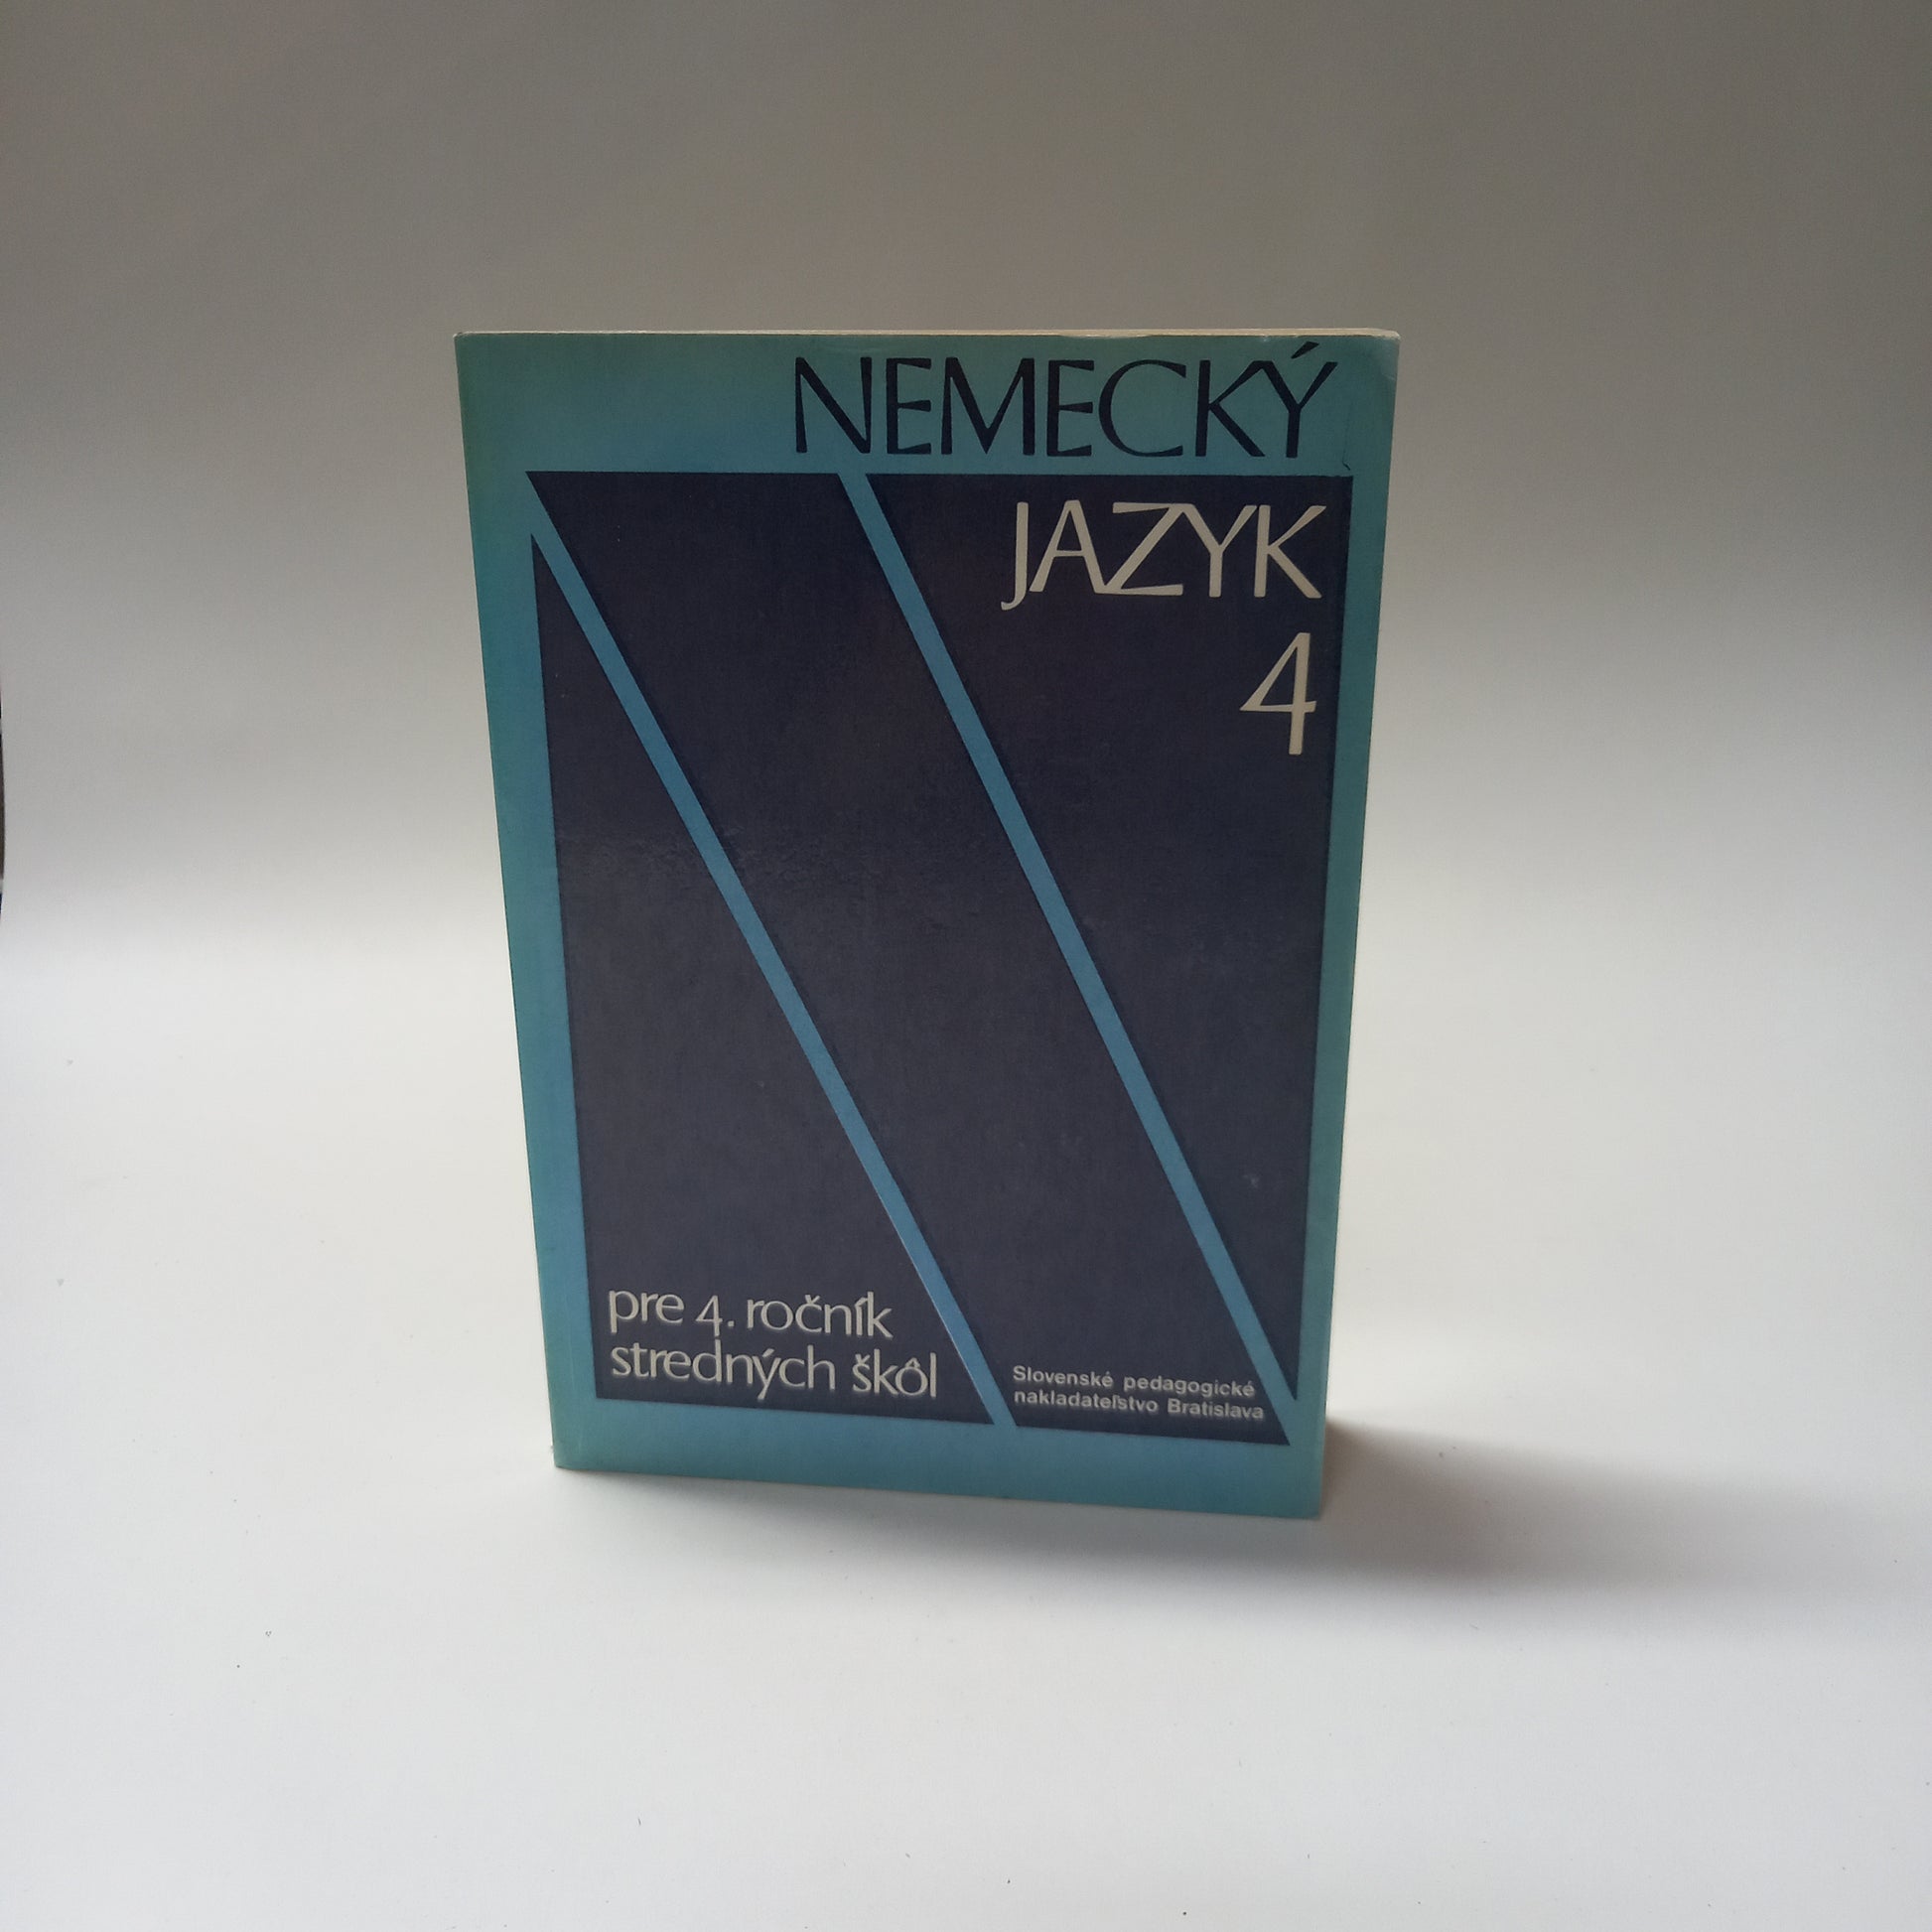 NEMECKÝ
JAZYK
4
pre 4. ročník
stredných škôl
Slovenské pedagogické
nakladateľstvo Bratislava